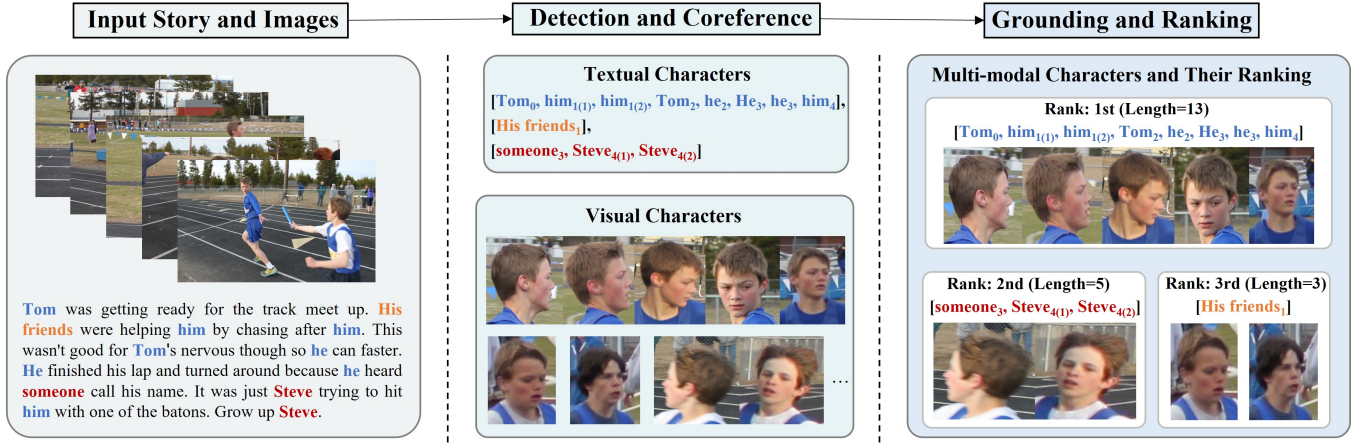 Input Story and Images
Detection and Coreference
Grounding and Ranking
Tom was getting ready for the track meet up. His
friends were helping him by chasing after him. This
wasn't good for Tom's nervous though so he can faster.
He finished his lap and turned around because he heard
someone call his name. It was just Steve trying to hit
him with one of the batons. Grow up Steve.
Textual Characters
[Tom0, him1(1), him1(2), Tom2, he2, He3, he3, him4],
[His friends1],
[someone3, Steve4(1), Steve4(2)]
Visual Characters
...
Multi-modal Characters and Their Ranking
Rank: 1st (Length=13)
[Tom0, him1(1), him1(2), Tom2, he2, He3, he3, him4]
Rank: 2nd (Length=5)
[someone3, Steve4(1), Steve4(2)]
Rank: 3rd (Length=3)
[His friends1]